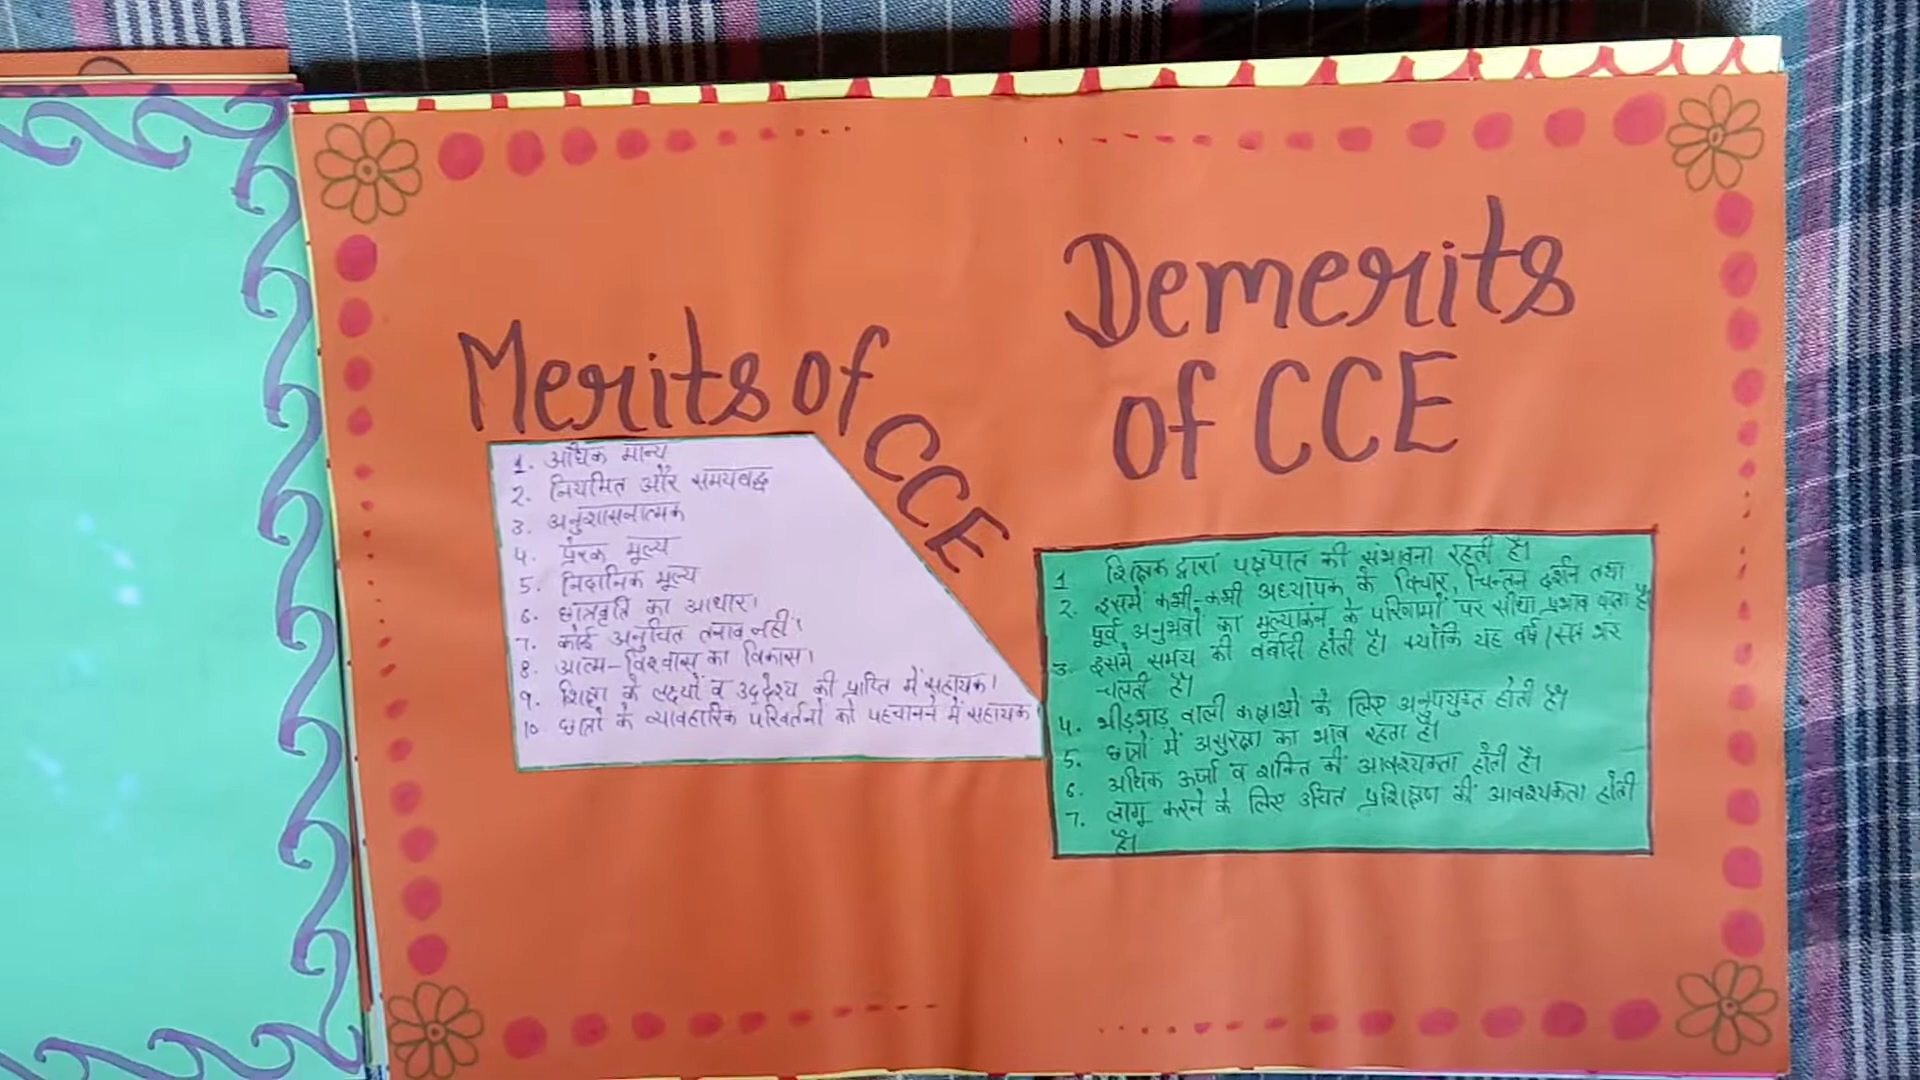 Merits of CCE
1. अधिक मान्य
2. नियमित और समयबद्ध
3. अनुशासनात्मक
4. प्रेरक मूल्य
5. निदानिक मूल्य
6. छात्रवृति का आधार।
7. कोई अनुचित तनाव नहीं।
8. आत्म-विश्वास का विकास।
9. शिक्षा के लक्ष्यों व उद्देश्य की प्राप्ति में सहायक।
10. छात्रों के व्यावहारिक परिवर्तनों को पहचानने में सहायक
Demerits
of CCE
1 शिक्षक द्वारा पक्षपात की संभावना रहती है।
2. इसमें कभी-कभी अध्यापक के विचार, चिन्तन दर्शन तथा
पूर्व अनुभवों का मूल्याकंन के परिणामों पर सीधा प्रभाव पड़ता है
3. इसमें समय की बर्बादी होती है। क्योंकि यह वर्ष/सत्र भर
चलती है।
4. भीड़भाड़ वाली कक्षाओं के लिए अनुपयुक्त होती है।
5. छात्रों में असुरक्षा का भाव रहता है।
6. अधिक ऊर्जा व शक्ति की आवश्यकता होती है।
7. लागू करने के लिए उचित प्रशिक्षण की आवश्यकता होती
है।